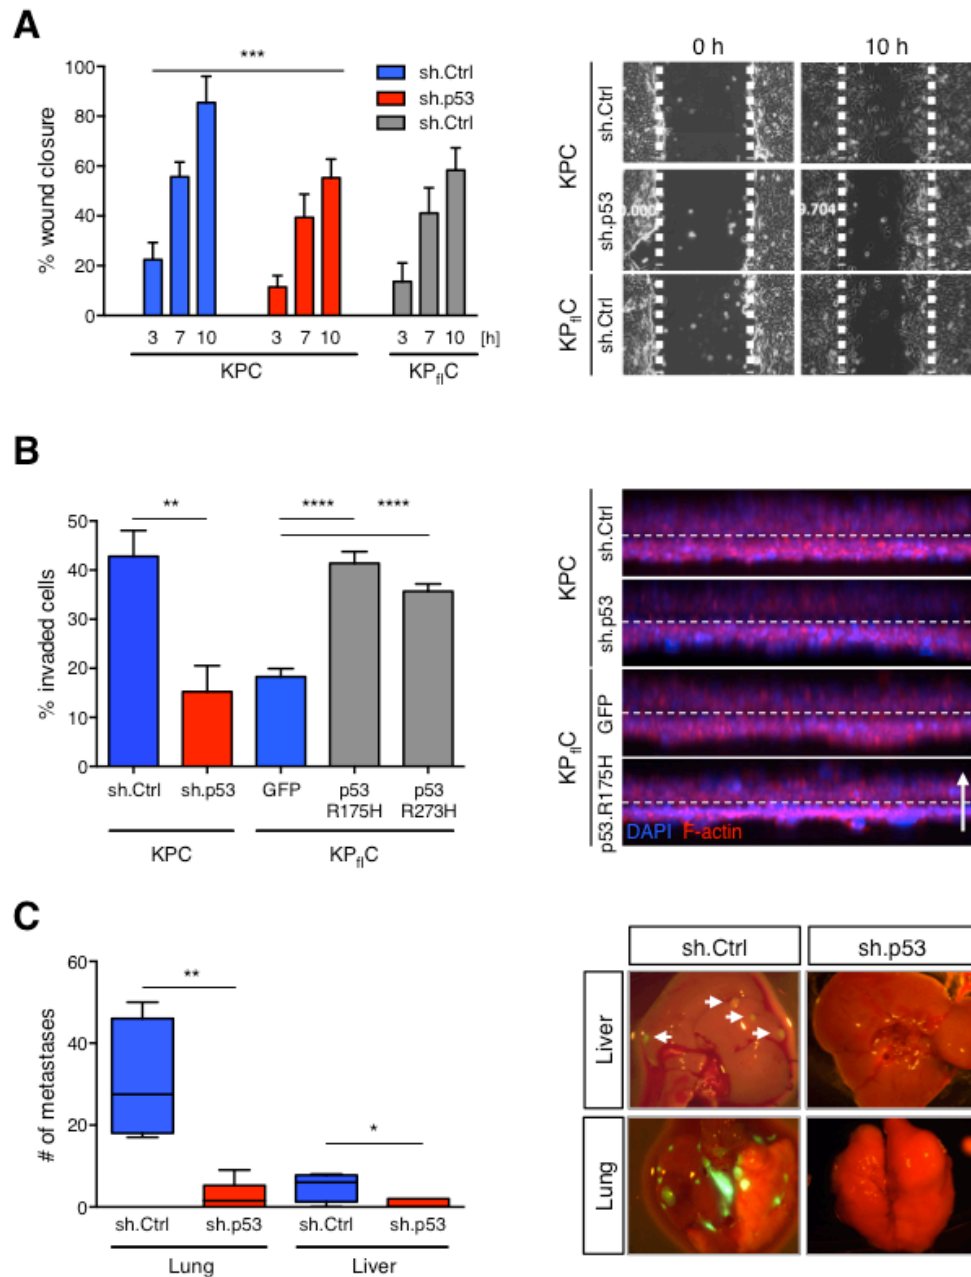 A
***
100
80
60
40
20
0
% wound closure
sh.Ctrl
sh.p53
sh.Ctrl
3 7 10 3 7 10 3 7 10 [h]
KPC KPflC
0 h 10 h
KPC
sh.Ctrl
sh.p53
KPflC
sh.Ctrl
0.000
9.704
B
** **** ****
50
40
30
20
10
0
% invaded cells
sh.Ctrl sh.p53 GFP p53 p53
R175H R273H
KPC KPflC
KPC
sh.Ctrl
sh.p53
KPflC
GFP
p53.R175H
DAPI F-actin
C
**
*
60
40
20
0
# of metastases
sh.Ctrl sh.p53 sh.Ctrl sh.p53
Lung Liver
sh.Ctrl sh.p53
Liver
Lung